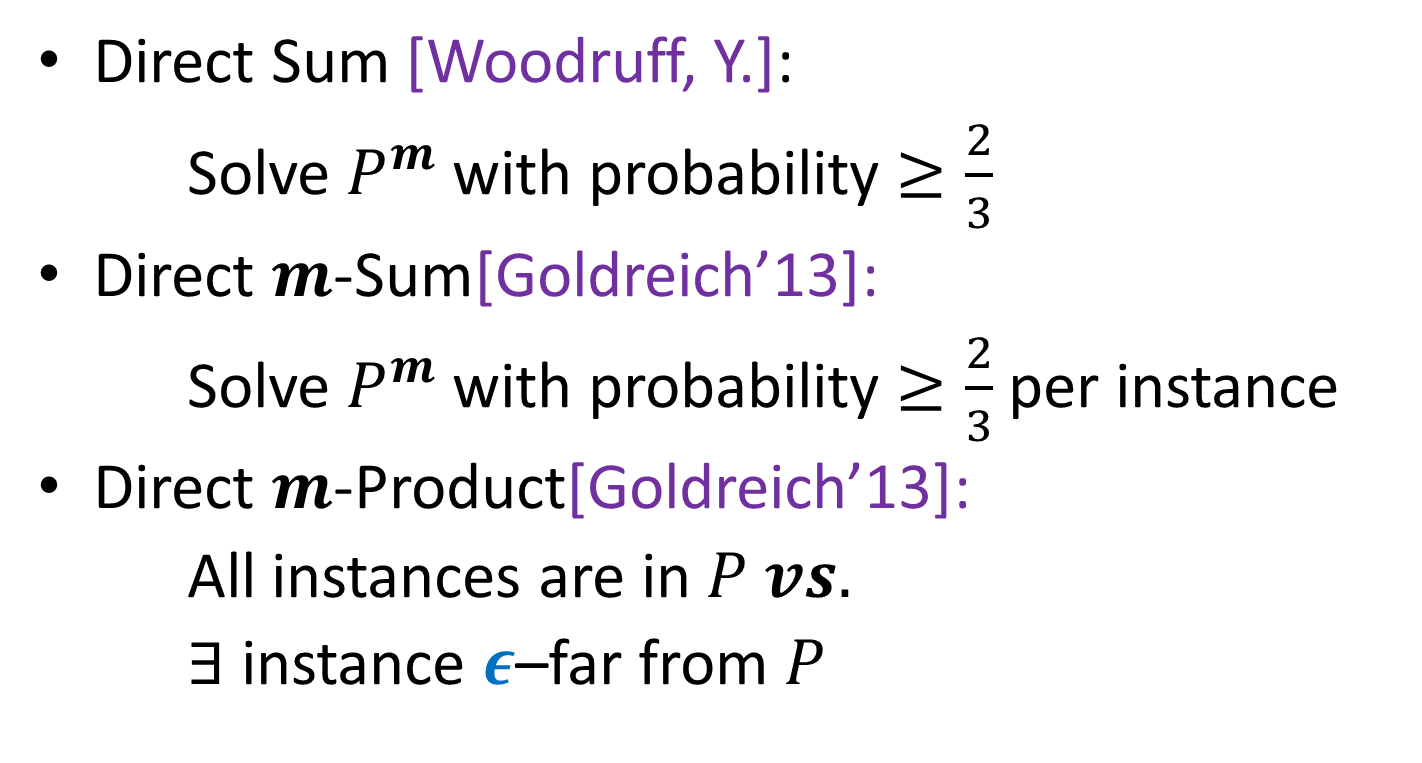 • Direct Sum [Woodruff, Y.]:
Solve P^m with probability ≥ 2/3
• Direct m-Sum[Goldreich’13]:
Solve P^m with probability ≥ 2/3 per instance
• Direct m-Product[Goldreich’13]:
All instances are in P vs.
∃ instance ϵ–far from P